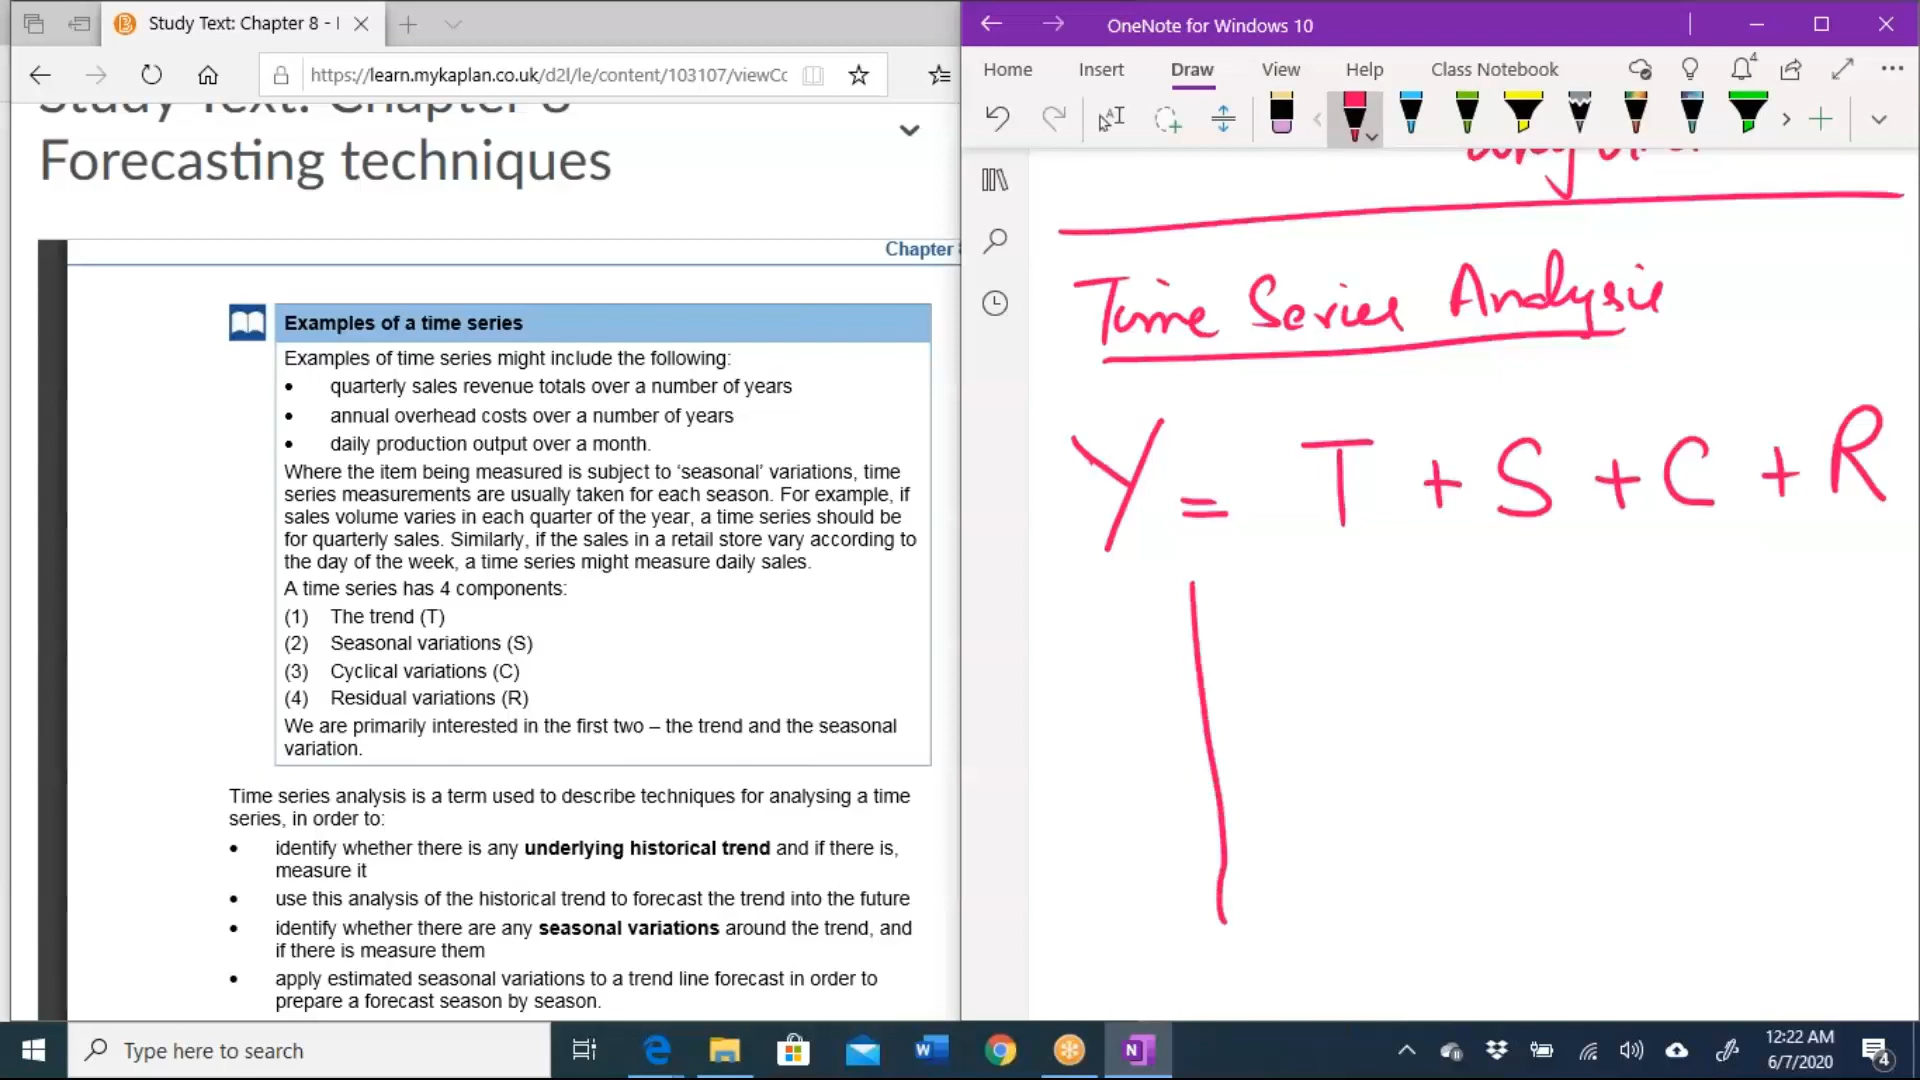 Study Text: Chapter 8 - I
OneNote for Windows 10
https://learn.mykaplan.co.uk/d2l/le/content/103107/viewCc
Home Insert Draw View Help Class Notebook
4
Study Text: Chapter 8
Forecasting techniques
Chapter
Examples of a time series
Examples of time series might include the following:
• quarterly sales revenue totals over a number of years
• annual overhead costs over a number of years
• daily production output over a month.
Where the item being measured is subject to ‘seasonal’ variations, time
series measurements are usually taken for each season. For example, if
sales volume varies in each quarter of the year, a time series should be
for quarterly sales. Similarly, if the sales in a retail store vary according to
the day of the week, a time series might measure daily sales.
A time series has 4 components:
(1) The trend (T)
(2) Seasonal variations (S)
(3) Cyclical variations (C)
(4) Residual variations (R)
We are primarily interested in the first two – the trend and the seasonal
variation.
Time series analysis is a term used to describe techniques for analysing a time
series, in order to:
• identify whether there is any underlying historical trend and if there is,
measure it
• use this analysis of the historical trend to forecast the trend into the future
• identify whether there are any seasonal variations around the trend, and
if there is measure them
• apply estimated seasonal variations to a trend line forecast in order to
prepare a forecast season by season.
Time Series Analysis
Y = T + S + C + R
Type here to search
12:22 AM
6/7/2020
4